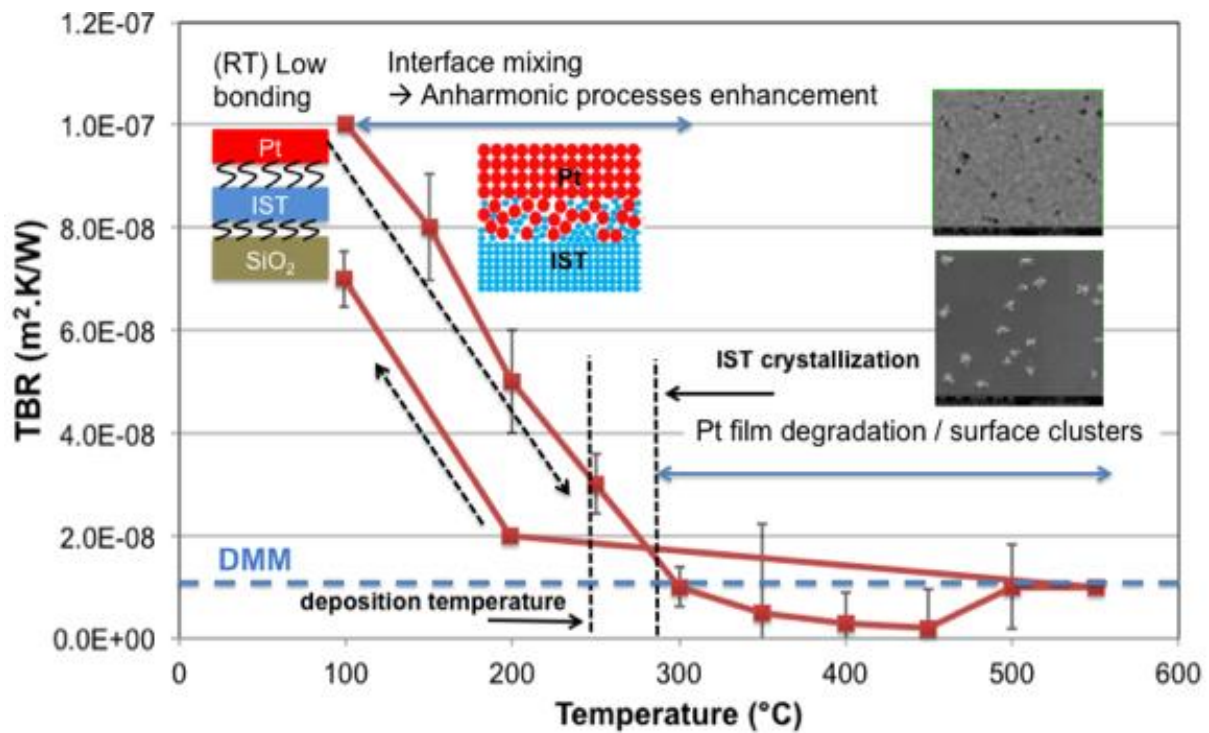 1.2E-07
(RT) Low
bonding
Interface mixing
→ Anharmonic processes enhancement
1.0E-07
Pt
IST
SiO₂
Pt
IST
8.0E-08
6.0E-08
IST crystallization
4.0E-08
Pt film degradation / surface clusters
2.0E-08
DMM
deposition temperature
0.0E+00
TBR (m².K/W)
0 100 200 300 400 500 600
Temperature (°C)